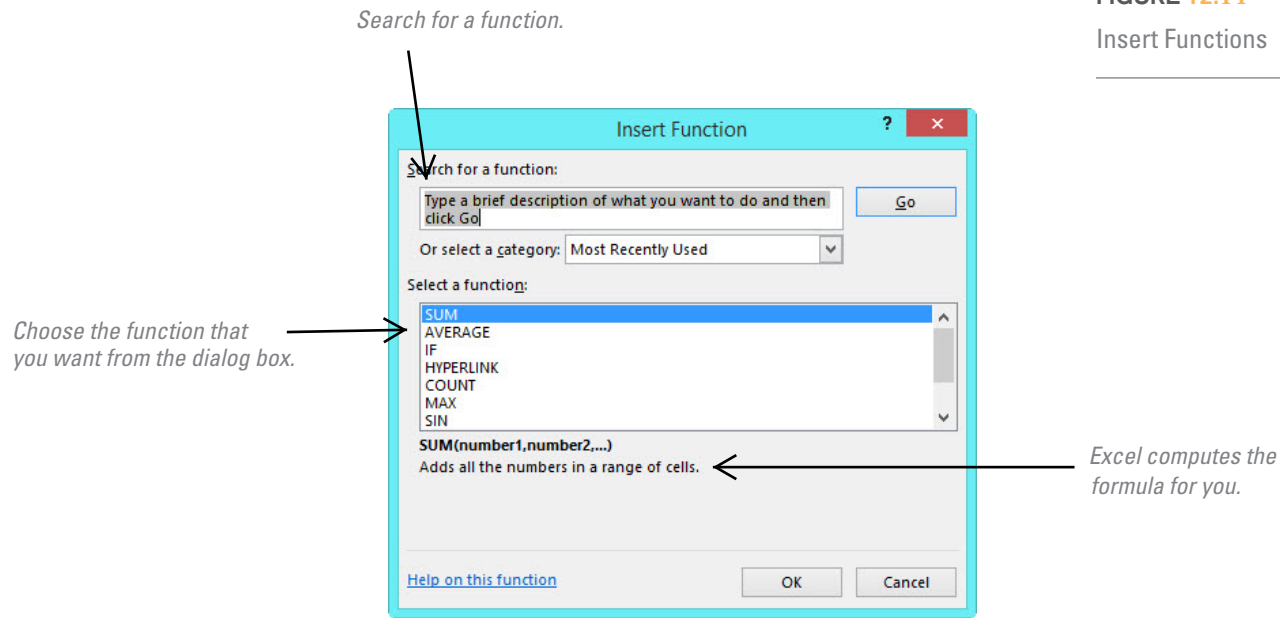 Search for a function.
Insert Functions
Insert Function
?
×
Search for a function:
Type a brief description of what you want to do and then
click Go
Go
Or select a category:
Most Recently Used
Select a function:
SUM
AVERAGE
IF
HYPERLINK
COUNT
MAX
SIN
SUM(number1,number2,...)
Adds all the numbers in a range of cells.
Choose the function that
you want from the dialog box.
Excel computes the
formula for you.
Help on this function
OK
Cancel